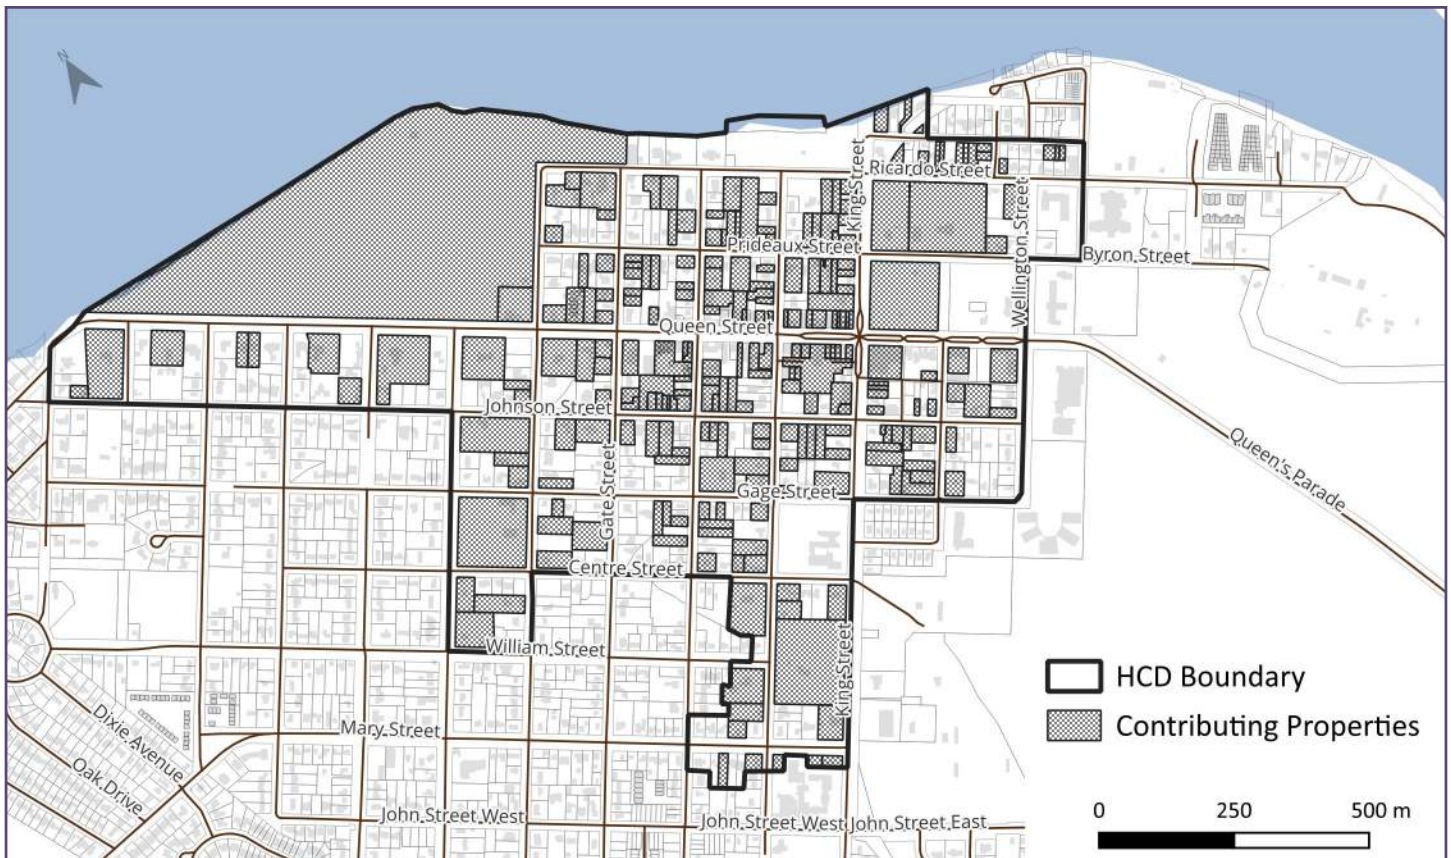 N
King Street
Ricardo Street
Prideaux Street
Wellington Street
Byron Street
Queen Street
Johnson Street
Gate Street
Gage Street
Queen's Parade
Centre Street
William Street
King Street
HCD Boundary
Contributing Properties
Dixie Avenue
Mary Street
Oak Drive
John Street West
John Street West
John Street East
0 250 500 m